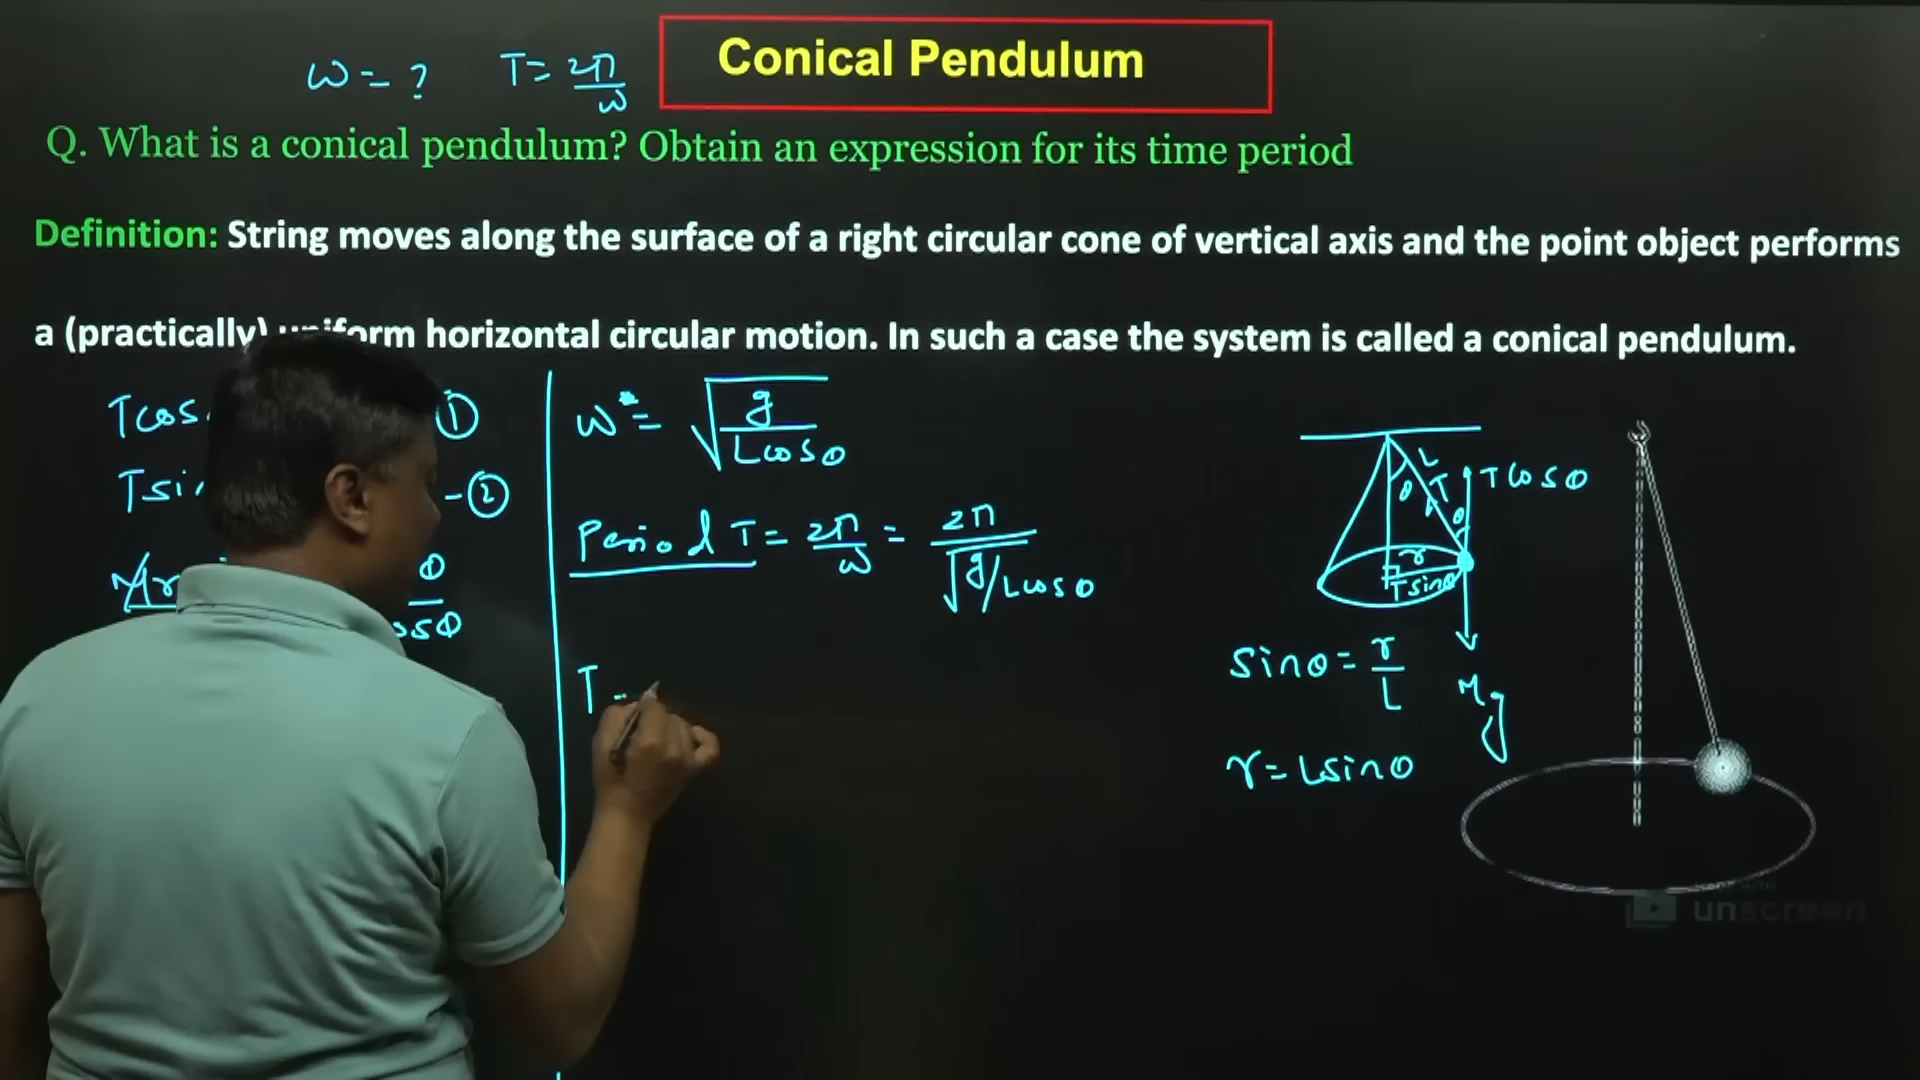 ω = ? T = 2π/ω
Conical Pendulum
Q. What is a conical pendulum? Obtain an expression for its time period
Definition: String moves along the surface of a right circular cone of vertical axis and the point object performs
a (practically) uniform horizontal circular motion. In such a case the system is called a conical pendulum.
Tcos ①
Tsin - ②
θ
cosθ
ω = √(g/Lcosθ)
Period T = 2π/ω = 2π/√(g/Lcosθ)
T =
L
T
Tcosθ
θ
θ
r
Tsinθ
Mg
sinθ = r/L
r = Lsinθ
unscreen